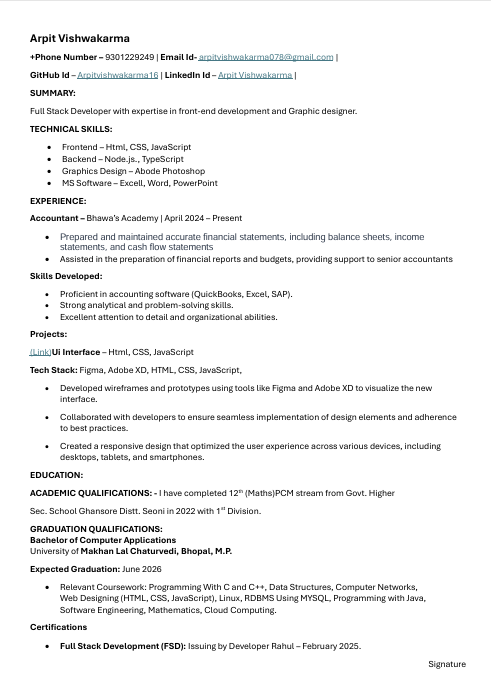 Arpit Vishwakarma
+Phone Number – 9301229249 | Email Id- arpitvishwakarma078@gmail.com |
GitHub Id – Arpitvishwakarma16 | LinkedIn Id – Arpit Vishwakarma |
SUMMARY:
Full Stack Developer with expertise in front-end development and Graphic designer.
TECHNICAL SKILLS:
• Frontend – Html, CSS, JavaScript
• Backend – Node.js., TypeScript
• Graphics Design – Abode Photoshop
• MS Software – Excell, Word, PowerPoint
EXPERIENCE:
Accountant – Bhawa's Academy | April 2024 – Present
• Prepared and maintained accurate financial statements, including balance sheets, income
statements, and cash flow statements
• Assisted in the preparation of financial reports and budgets, providing support to senior accountants
Skills Developed:
• Proficient in accounting software (QuickBooks, Excel, SAP).
• Strong analytical and problem-solving skills.
• Excellent attention to detail and organizational abilities.
Projects:
(Link)Ui Interface – Html, CSS, JavaScript
Tech Stack: Figma, Adobe XD, HTML, CSS, JavaScript,
• Developed wireframes and prototypes using tools like Figma and Adobe XD to visualize the new
interface.
• Collaborated with developers to ensure seamless implementation of design elements and adherence
to best practices.
• Created a responsive design that optimized the user experience across various devices, including
desktops, tablets, and smartphones.
EDUCATION:
ACADEMIC QUALIFICATIONS: - I have completed 12th (Maths)PCM stream from Govt. Higher
Sec. School Ghansore Distt. Seoni in 2022 with 1st Division.
GRADUATION QUALIFICATIONS:
Bachelor of Computer Applications
University of Makhan Lal Chaturvedi, Bhopal, M.P.
Expected Graduation: June 2026
• Relevant Coursework: Programming With C and C++, Data Structures, Computer Networks,
Web Designing (HTML, CSS, JavaScript), Linux, RDBMS Using MYSQL, Programming with Java,
Software Engineering, Mathematics, Cloud Computing.
Certifications
• Full Stack Development (FSD): Issuing by Developer Rahul – February 2025.
Signature